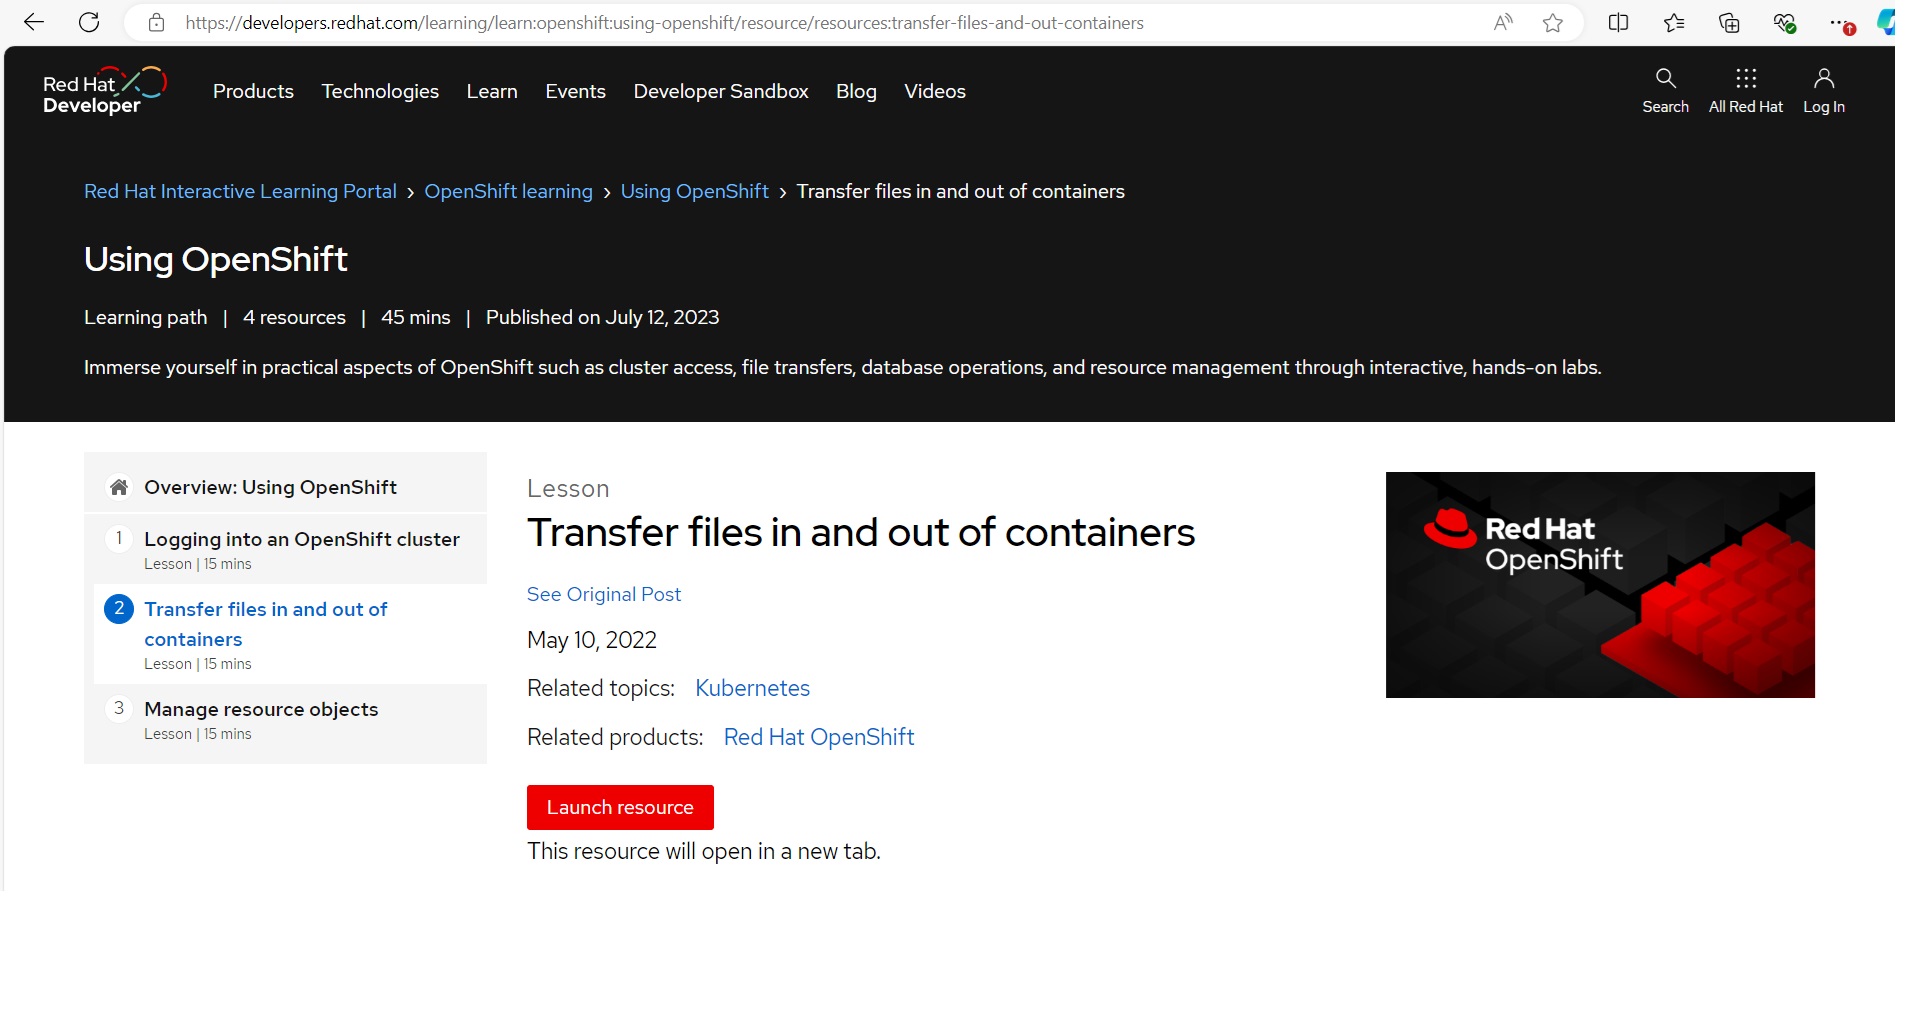 https://developers.redhat.com/learning/learn:openshift:using-openshift/resource/resources:transfer-files-and-out-containers
Red Hat
Developer
Products Technologies Learn Events Developer Sandbox Blog Videos
Search All Red Hat Log In
Red Hat Interactive Learning Portal › OpenShift learning › Using OpenShift › Transfer files in and out of containers
Using OpenShift
Learning path | 4 resources | 45 mins | Published on July 12, 2023
Immerse yourself in practical aspects of OpenShift such as cluster access, file transfers, database operations, and resource management through interactive, hands-on labs.
Overview: Using OpenShift
1 Logging into an OpenShift cluster
Lesson | 15 mins
2 Transfer files in and out of
containers
Lesson | 15 mins
3 Manage resource objects
Lesson | 15 mins
Lesson
Transfer files in and out of containers
See Original Post
May 10, 2022
Related topics: Kubernetes
Related products: Red Hat OpenShift
Launch resource
This resource will open in a new tab.
Red Hat
OpenShift